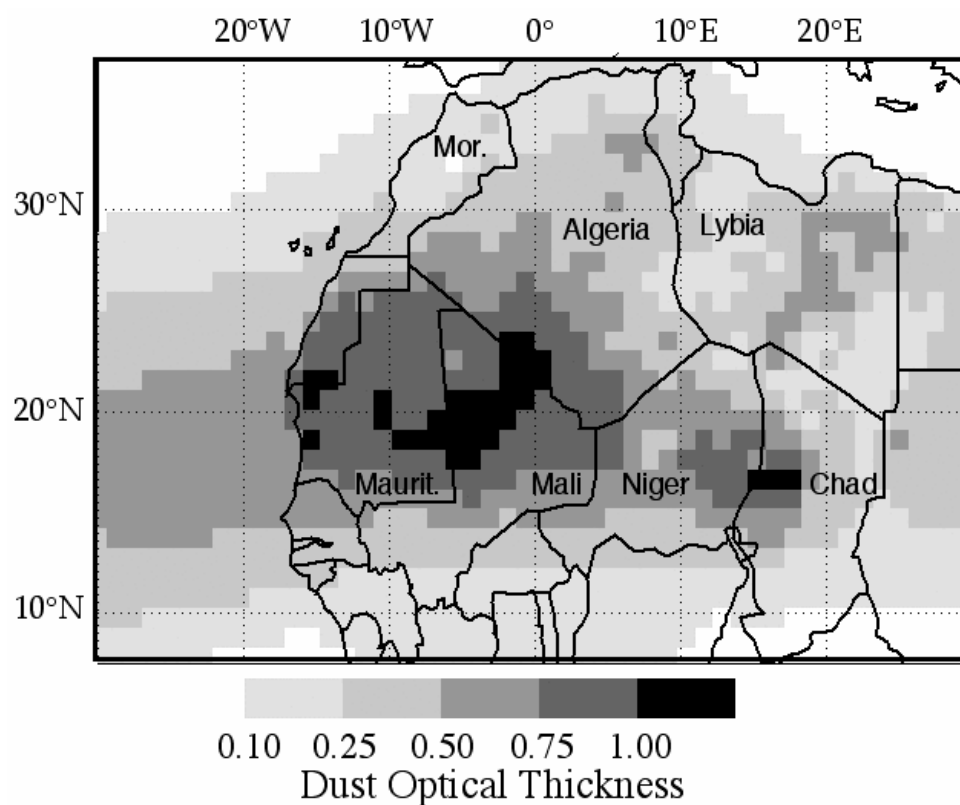 20°W 10°W 0° 10°E 20°E
Mor.
30°N
Algeria Lybia
20°N
Maurit. Mali Niger Chad
10°N
0.10 0.25 0.50 0.75 1.00
Dust Optical Thickness